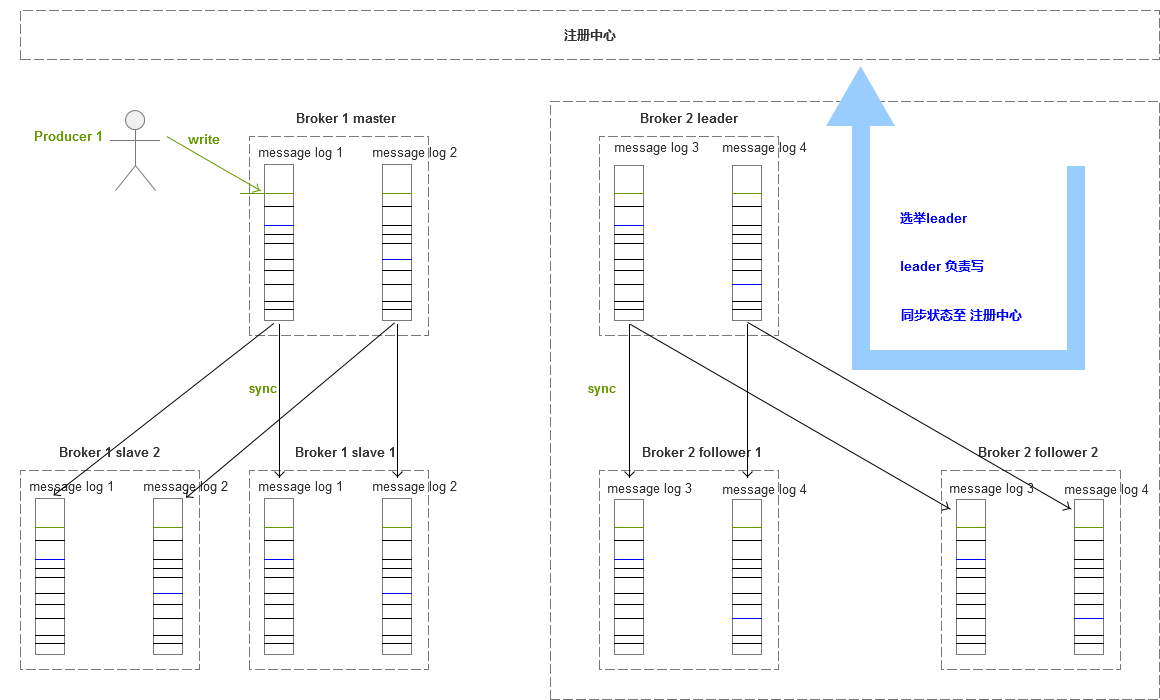 注册中心
Producer 1
write
Broker 1 master
message log 1
message log 2
Broker 2 leader
message log 3
message log 4
选举leader
leader 负责写
同步状态至 注册中心
sync
sync
Broker 1 slave 2
message log 1
message log 2
Broker 1 slave 1
message log 1
message log 2
Broker 2 follower 1
message log 3
message log 4
Broker 2 follower 2
message log 3
message log 4